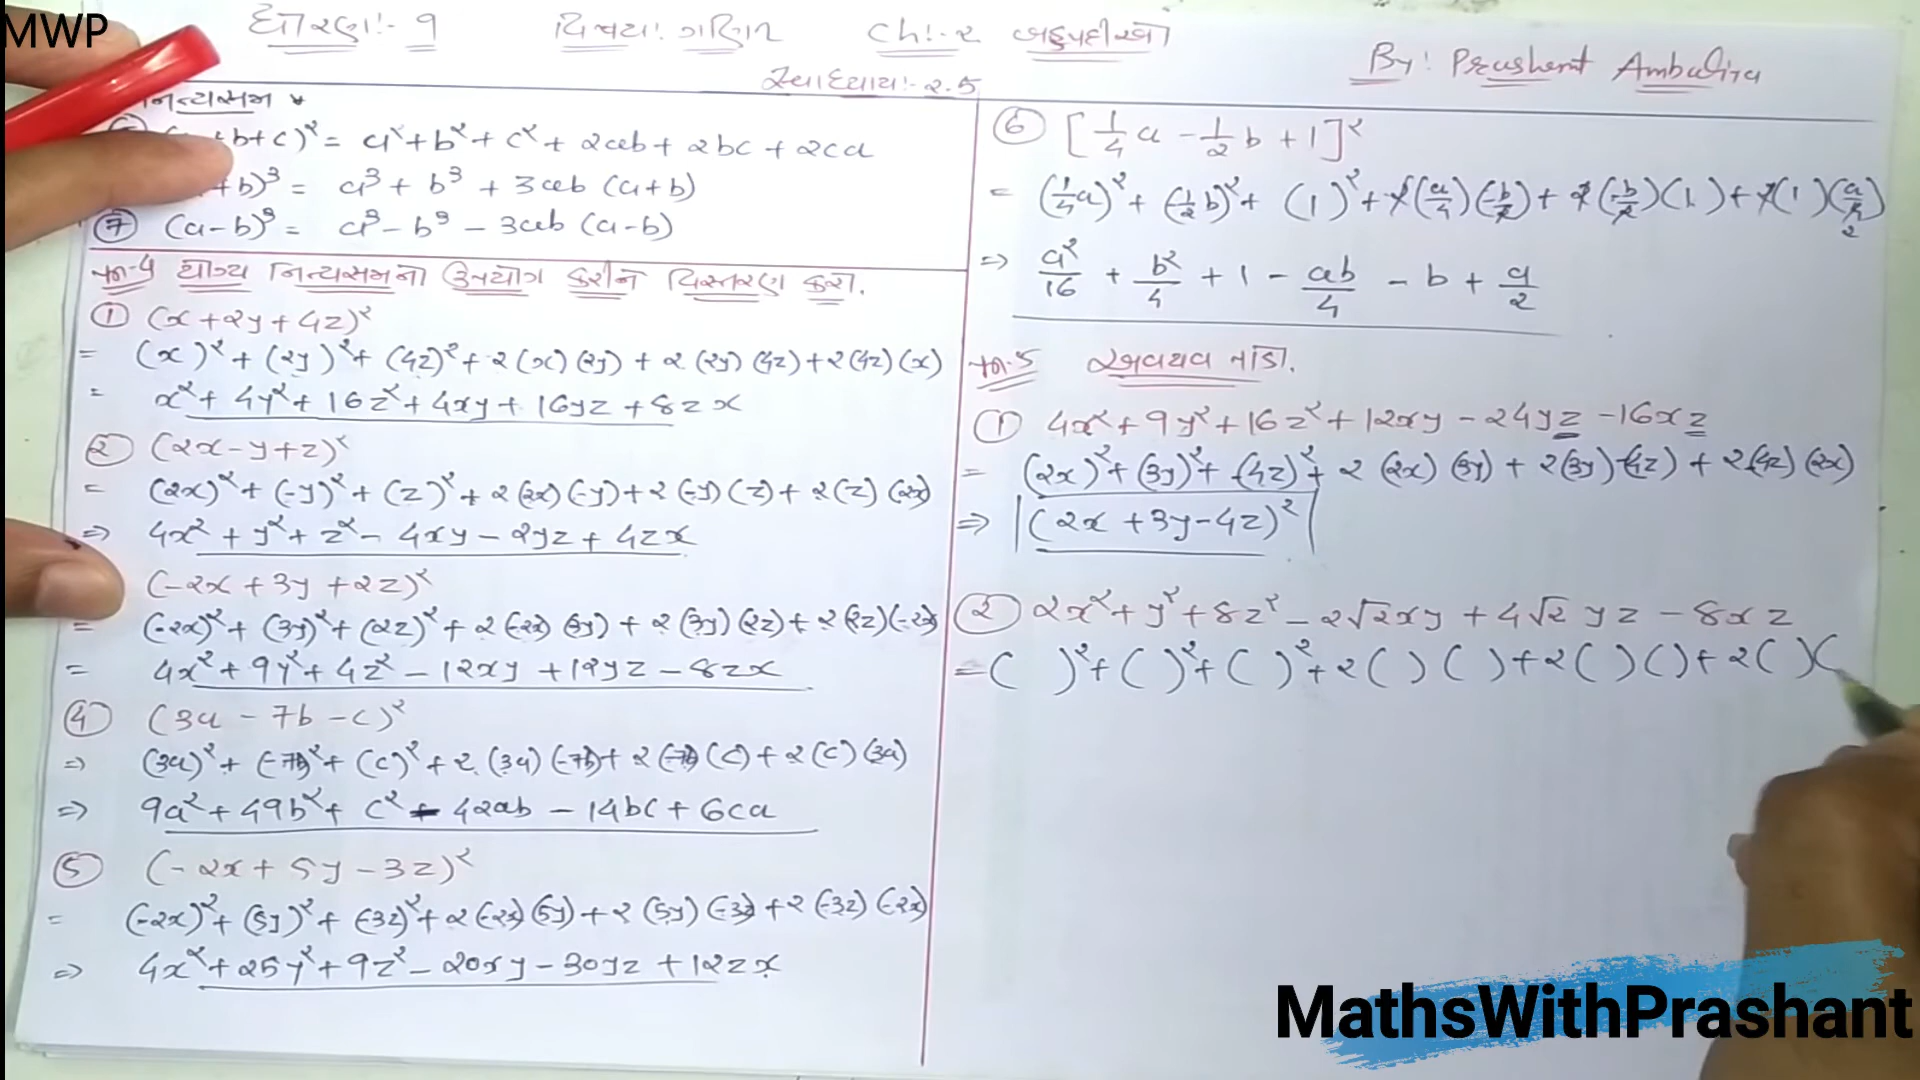 MWP
ધોરણ:- ૧ વિષય: ગણિત Ch:- ૨ બહુપદીઓ
By: Prashant Ambaliya
સ્વાધ્યાય:- ૨.5
નિત્યસમ
+b+c)² = a²+b²+c²+2ab+2bc+2ca
+b)³ = a³+b³+3ab(a+b)
⑦ (a-b)³ = a³-b³-3ab(a-b)
પ્ર-4 યોગ્ય નિત્યસમનો ઉપયોગ કરીને વિસ્તરણ કરો.
① (x+2y+4z)²
= (x)²+(2y)²+(4z)²+2(x)(2y)+2(2y)(4z)+2(4z)(x)
= x²+4y²+16z²+4xy+16yz+8zx
② (2x-y+z)²
= (2x)²+(-y)²+(z)²+2(2x)(-y)+2(-y)(z)+2(z)(2x)
⇒ 4x²+y²+z²-4xy-2yz+4zx
(-2x+3y+2z)²
= (-2x)²+(3y)²+(2z)²+2(-2x)(3y)+2(3y)(2z)+2(2z)(-2x)
= 4x²+9y²+4z²-12xy+12yz-8zx
④ (3a-7b-c)²
⇒ (3a)²+(-7b)²+(c)²+2(3a)(-7b)+2(-7b)(c)+2(c)(3a)
⇒ 9a²+49b²+c²-42ab-14bc+6ca
⑤ (-2x+5y-3z)²
= (-2x)²+(5y)²+(-3z)²+2(-2x)(5y)+2(5y)(-3z)+2(-3z)(-2x)
⇒ 4x²+25y²+9z²-20xy-30yz+12zx
⑥ [1/4 a - 1/2 b + 1]²
= (1/4 a)²+(-1/2 b)²+(1)²+2(a/4)(-b/2)+2(-b/2)(1)+2(1)(a/4)
⇒ a²/16 + b²/4 + 1 - ab/4 - b + a/2
પ્ર-5 અવયવ પાડો.
① 4x²+9y²+16z²+12xy-24yz-16xz
= (2x)²+(3y)²+(-4z)²+2(2x)(3y)+2(3y)(-4z)+2(-4z)(2x)
⇒ (2x+3y-4z)²
② 2x²+y²+8z²-2√2xy+4√2yz-8xz
= ( )²+( )²+( )²+2( )( )+2( )( )+2( )(
MathsWithPrashant